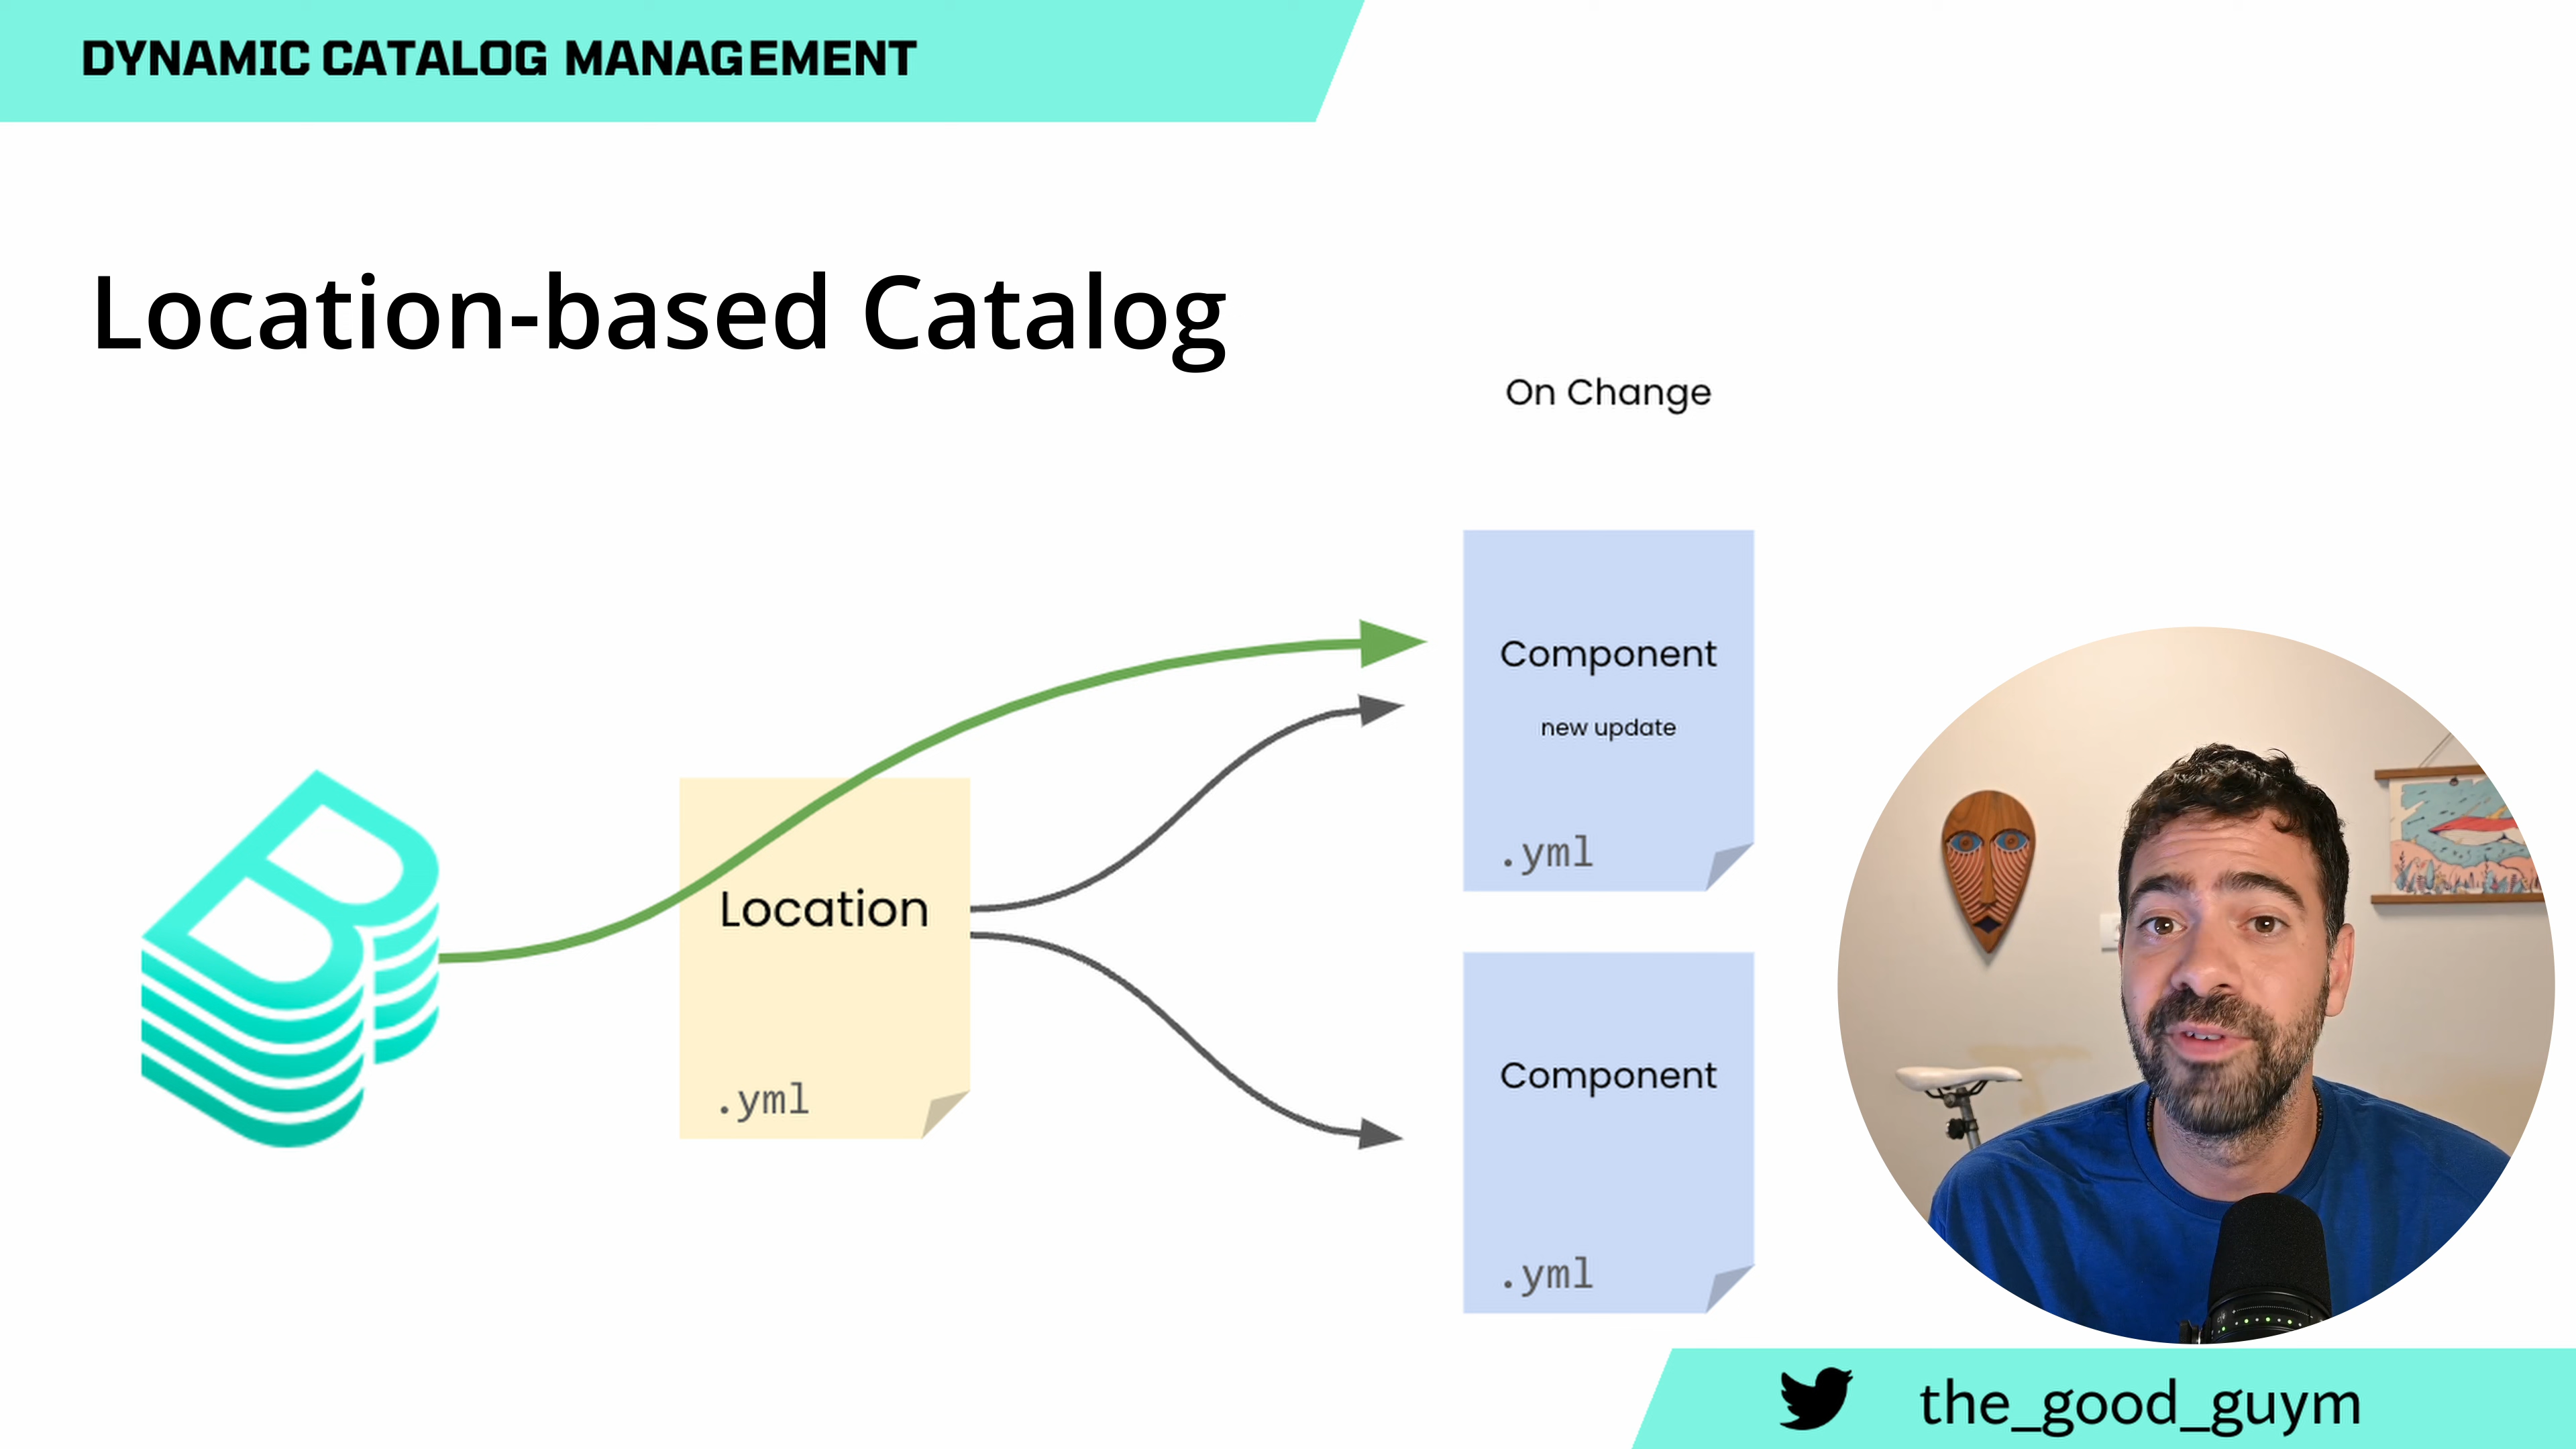 DYNAMIC CATALOG MANAGEMENT
Location-based Catalog
On Change
Component
new update
.yml
Location
.yml
Component
.yml
the_good_guym